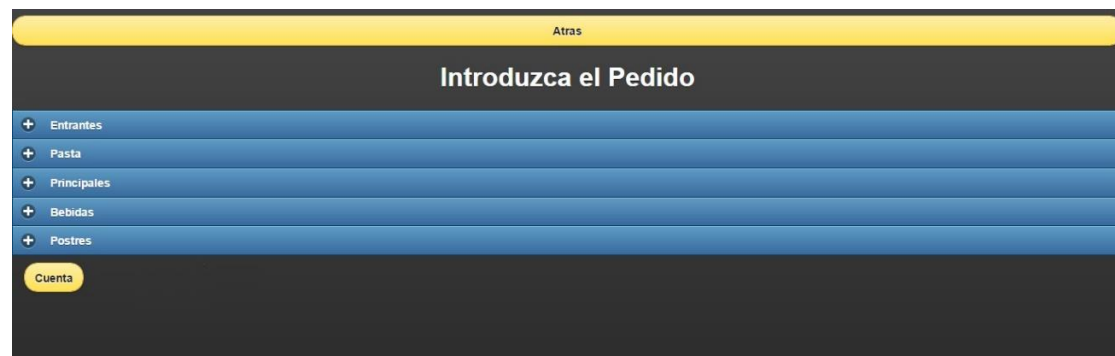 Atras
Introduzca el Pedido
Entrantes
Pasta
Principales
Bebidas
Postres
Cuenta